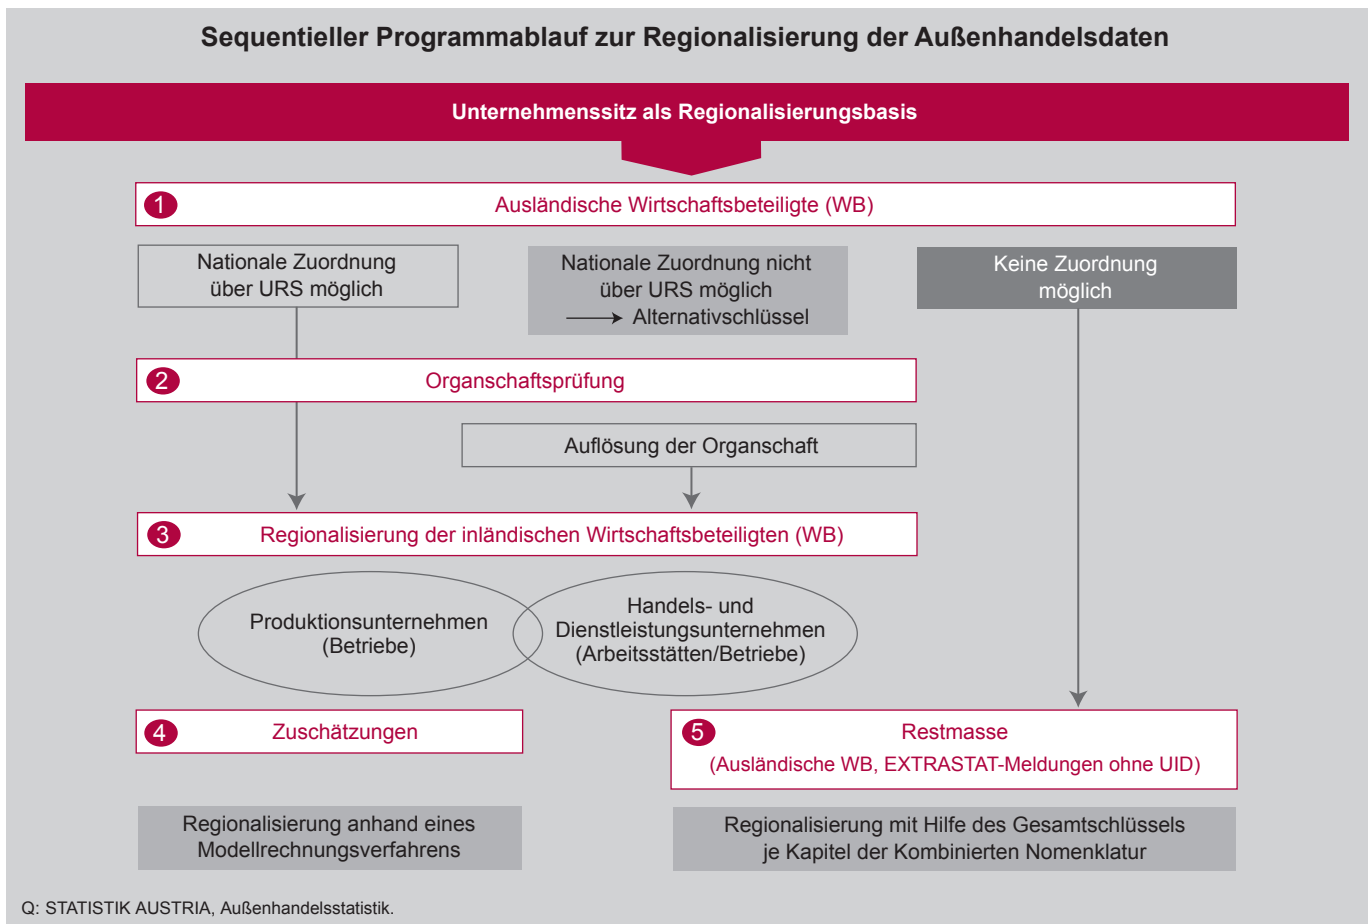 Sequentieller Programmablauf zur Regionalisierung der Außenhandelsdaten
Unternehmenssitz als Regionalisierungsbasis
1 Ausländische Wirtschaftsbeteiligte (WB)
Nationale Zuordnung
über URS möglich
Nationale Zuordnung nicht
über URS möglich
→ Alternativschlüssel
Keine Zuordnung
möglich
2 Organschaftsprüfung
Auflösung der Organschaft
3 Regionalisierung der inländischen Wirtschaftsbeteiligten (WB)
Produktionsunternehmen
(Betriebe)
Handels- und
Dienstleistungsunternehmen
(Arbeitsstätten/Betriebe)
4 Zuschätzungen
5 Restmasse
(Ausländische WB, EXTRASTAT-Meldungen ohne UID)
Regionalisierung anhand eines
Modellrechnungsverfahrens
Regionalisierung mit Hilfe des Gesamtschlüssels
je Kapitel der Kombinierten Nomenklatur
Q: STATISTIK AUSTRIA, Außenhandelsstatistik.